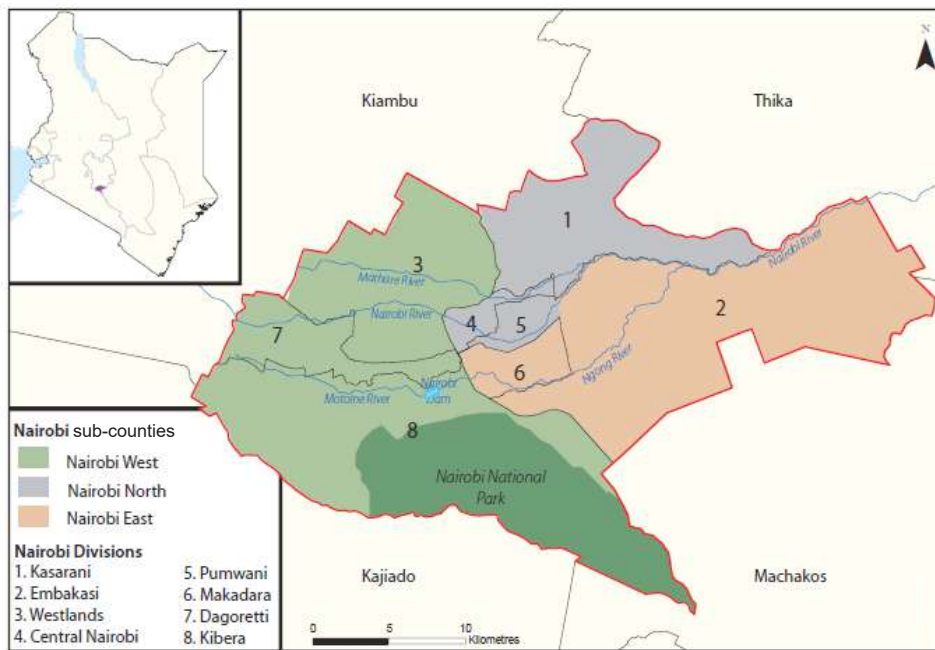 N
Kiambu
Thika
1
3
Mathare River
Nairobi River
2
Nairobi River
4
5
7
6
Ngong River
Motoine River
Nairobi
Dam
8
Nairobi National
Park
Kajiado
Machakos
0 5 10
Kilometres
Nairobi sub-counties
Nairobi West
Nairobi North
Nairobi East
Nairobi Divisions
1. Kasarani
2. Embakasi
3. Westlands
4. Central Nairobi
5. Pumwani
6. Makadara
7. Dagoretti
8. Kibera